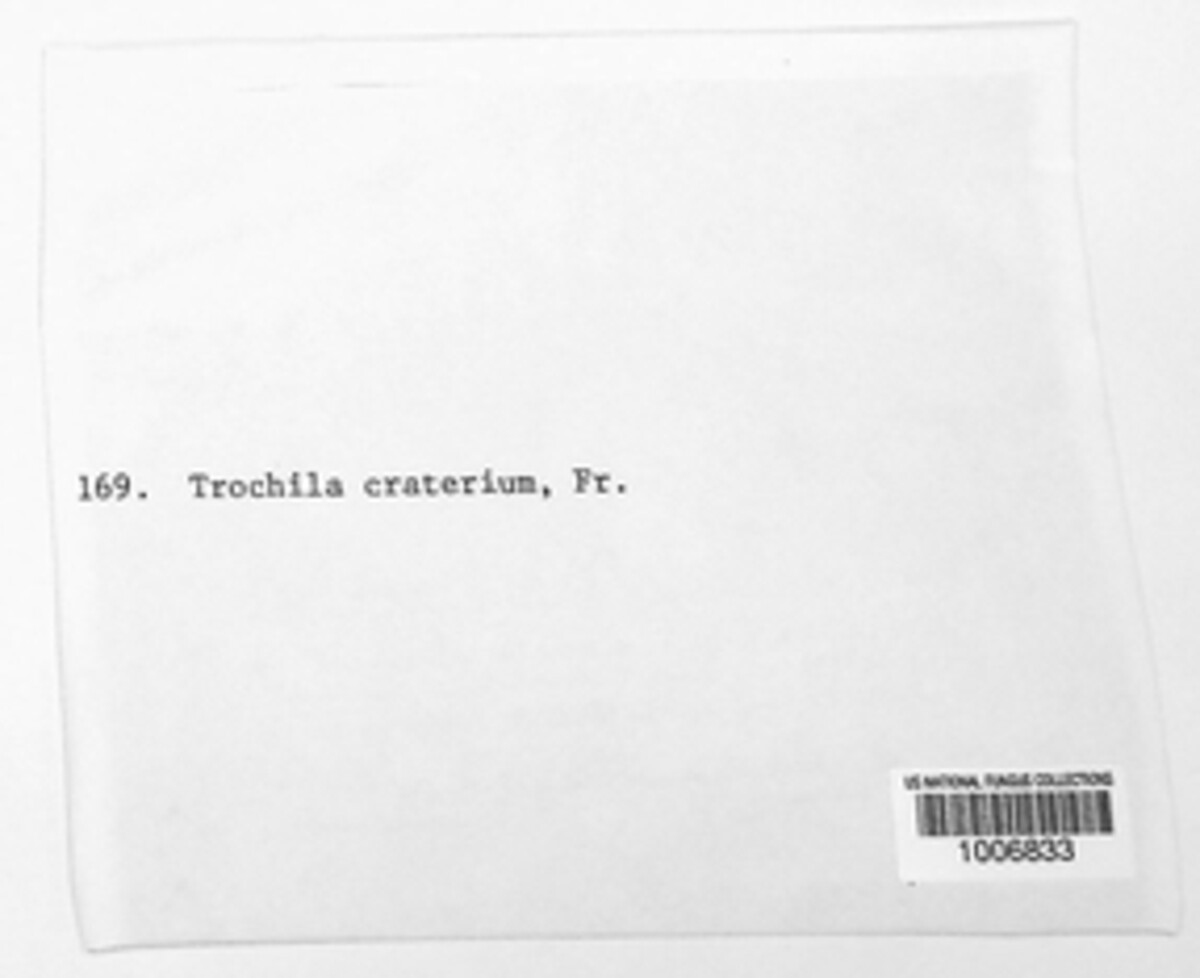 169. Trochila craterium, Fr.
US NATIONAL FUNGUS COLLECTIONS
1006833